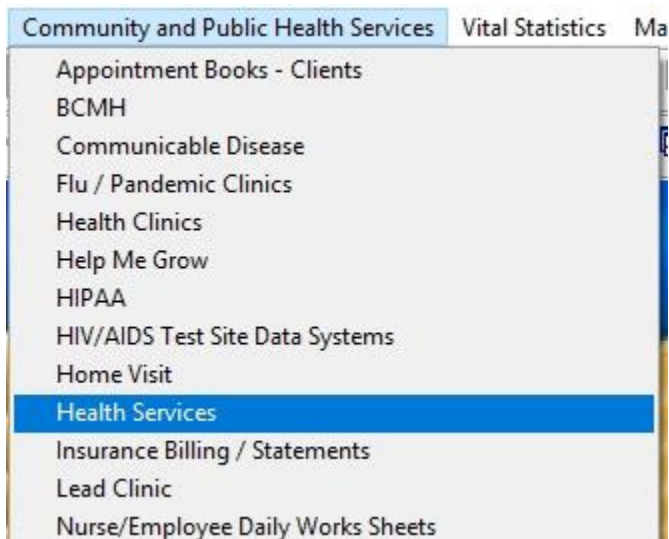 Community and Public Health Services Vital Statistics Ma
Appointment Books - Clients
BCMH
Communicable Disease
Flu / Pandemic Clinics
Health Clinics
Help Me Grow
HIPAA
HIV/AIDS Test Site Data Systems
Home Visit
Health Services
Insurance Billing / Statements
Lead Clinic
Nurse/Employee Daily Works Sheets